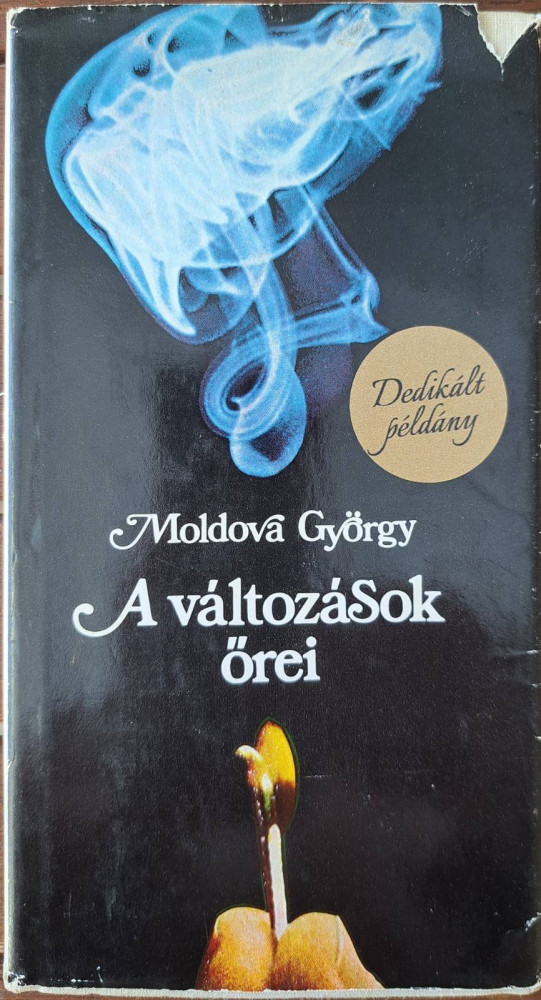 Dedikált
példány
Moldova György
A változáSok
őrei